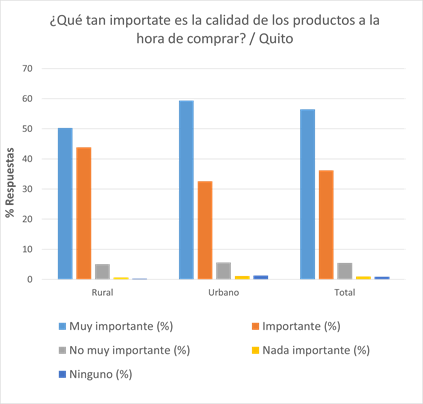 ¿Qué tan importate es la calidad de los productos a la
hora de comprar? / Quito
% Respuestas
70
60
50
40
30
20
10
0
Rural
Urbano
Total
Muy importante (%)
Importante (%)
No muy importante (%)
Nada importante (%)
Ninguno (%)